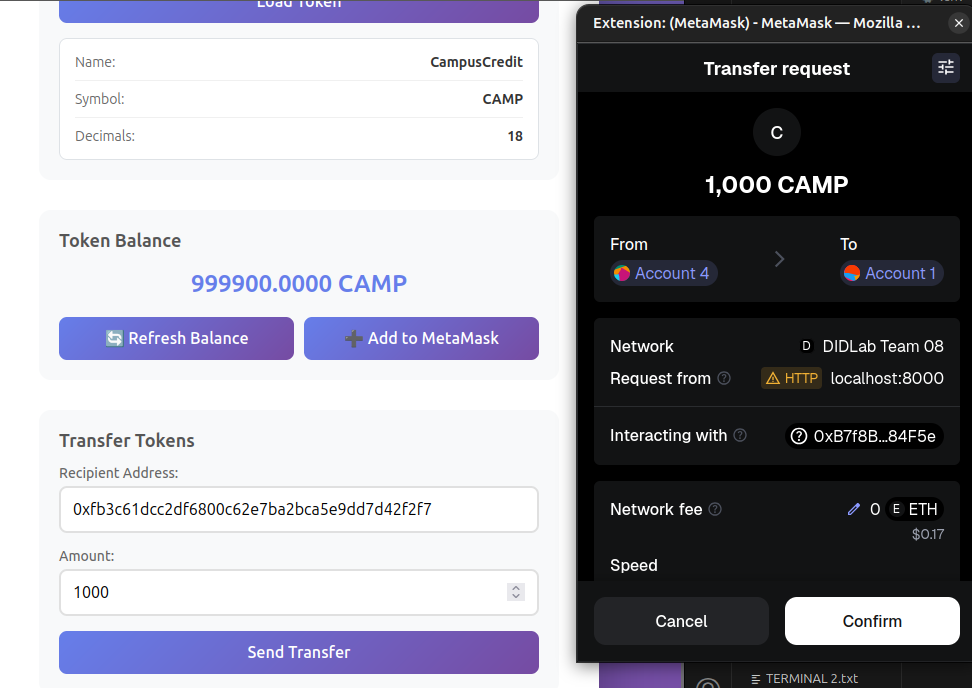 Load Token
Name: CampusCredit
Symbol: CAMP
Decimals: 18
Token Balance
999900.0000 CAMP
Refresh Balance
Add to MetaMask
Transfer Tokens
Recipient Address:
0xfb3c61dcc2df6800c62e7ba2bca5e9dd7d42f2f7
Amount:
1000
Send Transfer
Extension: (MetaMask) - MetaMask — Mozilla ...
Transfer request
C
1,000 CAMP
From To
Account 4 Account 1
Network D DIDLab Team 08
Request from HTTP localhost:8000
Interacting with 0xB7f8B...84F5e
Network fee 0 E ETH
$0.17
Speed
Cancel Confirm
TERMINAL 2.txt